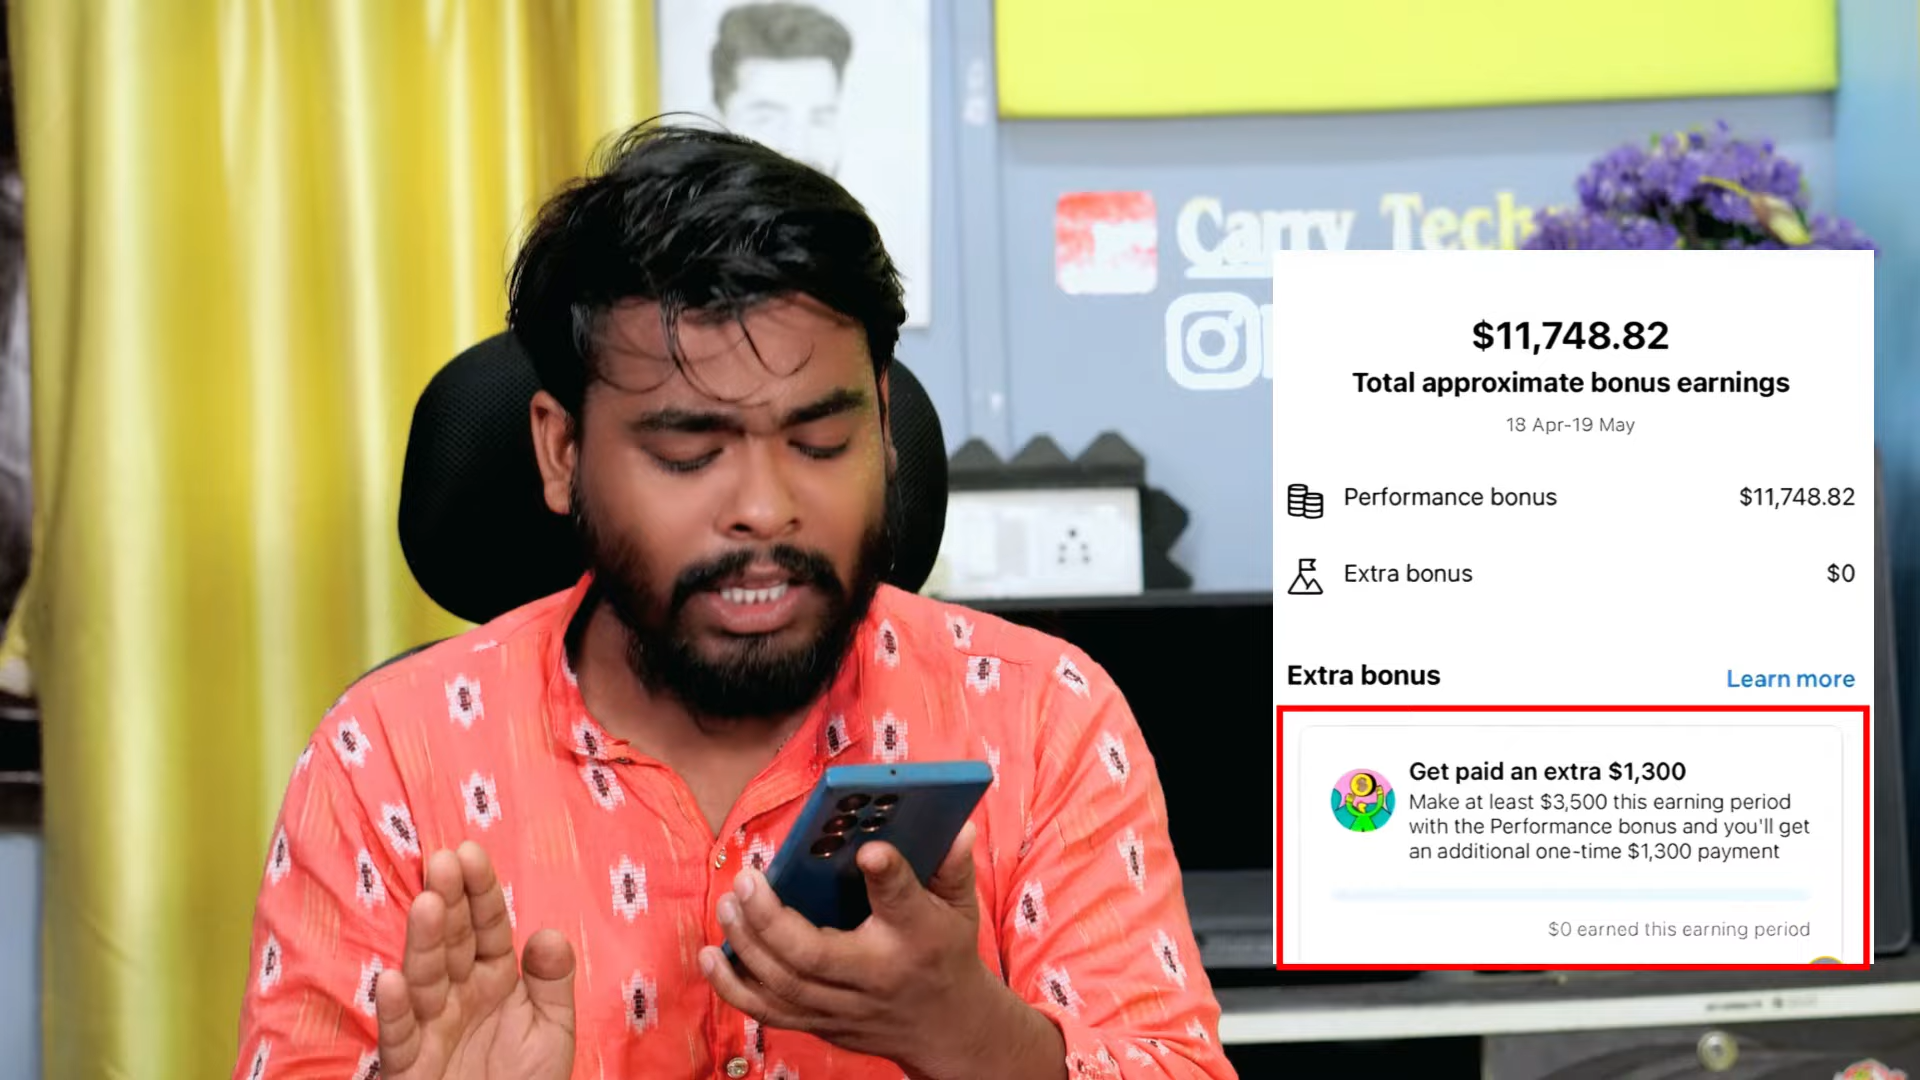 Carry Tech
$11,748.82
Total approximate bonus earnings
18 Apr-19 May
Performance bonus
$11,748.82
Extra bonus
$0
Extra bonus
Learn more
Get paid an extra $1,300
Make at least $3,500 this earning period
with the Performance bonus and you'll get
an additional one-time $1,300 payment
$0 earned this earning period